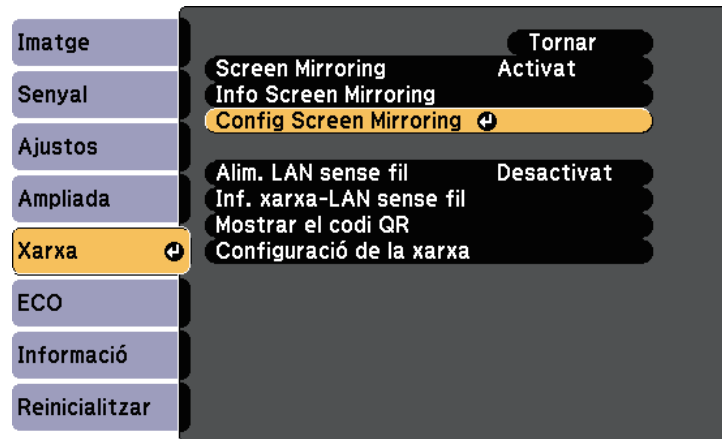 Imatge
Senyal
Ajustos
Ampliada
Xarxa
ECO
Informació
Reinicialitzar
Tornar
Screen Mirroring Activat
Info Screen Mirroring
Config Screen Mirroring
Alim. LAN sense fil Desactivat
Inf. xarxa-LAN sense fil
Mostrar el codi QR
Configuració de la xarxa